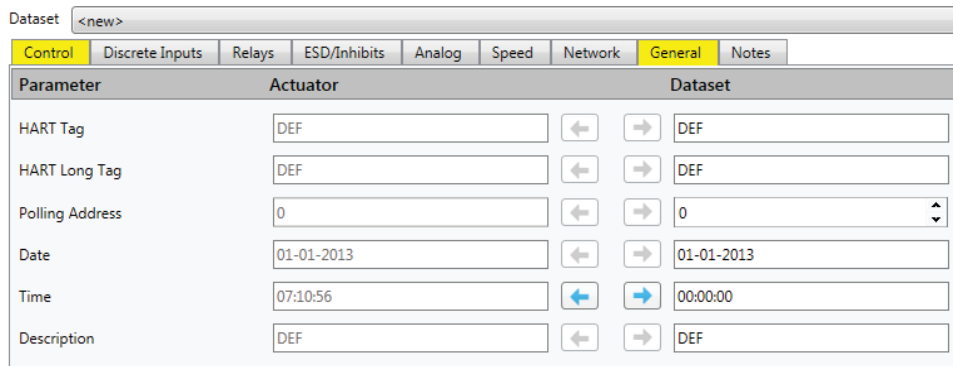 Dataset <new>
Control Discrete Inputs Relays ESD/Inhibits Analog Speed Network General Notes
Parameter Actuator Dataset
HART Tag DEF DEF
HART Long Tag DEF DEF
Polling Address 0 0
Date 01-01-2013 01-01-2013
Time 07:10:56 00:00:00
Description DEF DEF